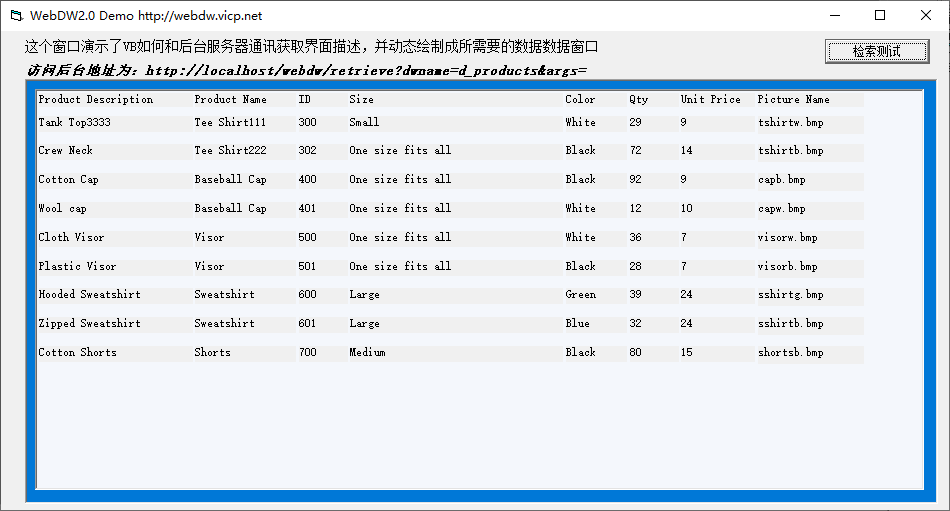 WebDW2.0 Demo http://webdw.vicp.net
这个窗口演示了VB如何和后台服务器通讯获取界面描述，并动态绘制成所需要的数据数据窗口
检索测试
访问后台地址为：http://localhost/webdw/retrieve?dwname=d_products&args=
Product Description Product Name ID Size Color Qty Unit Price Picture Name
Tank Top3333 Tee Shirt111 300 Small White 29 9 tshirtw.bmp
Crew Neck Tee Shirt222 302 One size fits all Black 72 14 tshirtb.bmp
Cotton Cap Baseball Cap 400 One size fits all Black 92 9 capb.bmp
Wool cap Baseball Cap 401 One size fits all White 12 10 capw.bmp
Cloth Visor Visor 500 One size fits all White 36 7 visorw.bmp
Plastic Visor Visor 501 One size fits all Black 28 7 visorb.bmp
Hooded Sweatshirt Sweatshirt 600 Large Green 39 24 sshirtg.bmp
Zipped Sweatshirt Sweatshirt 601 Large Blue 32 24 sshirtb.bmp
Cotton Shorts Shorts 700 Medium Black 80 15 shortsb.bmp